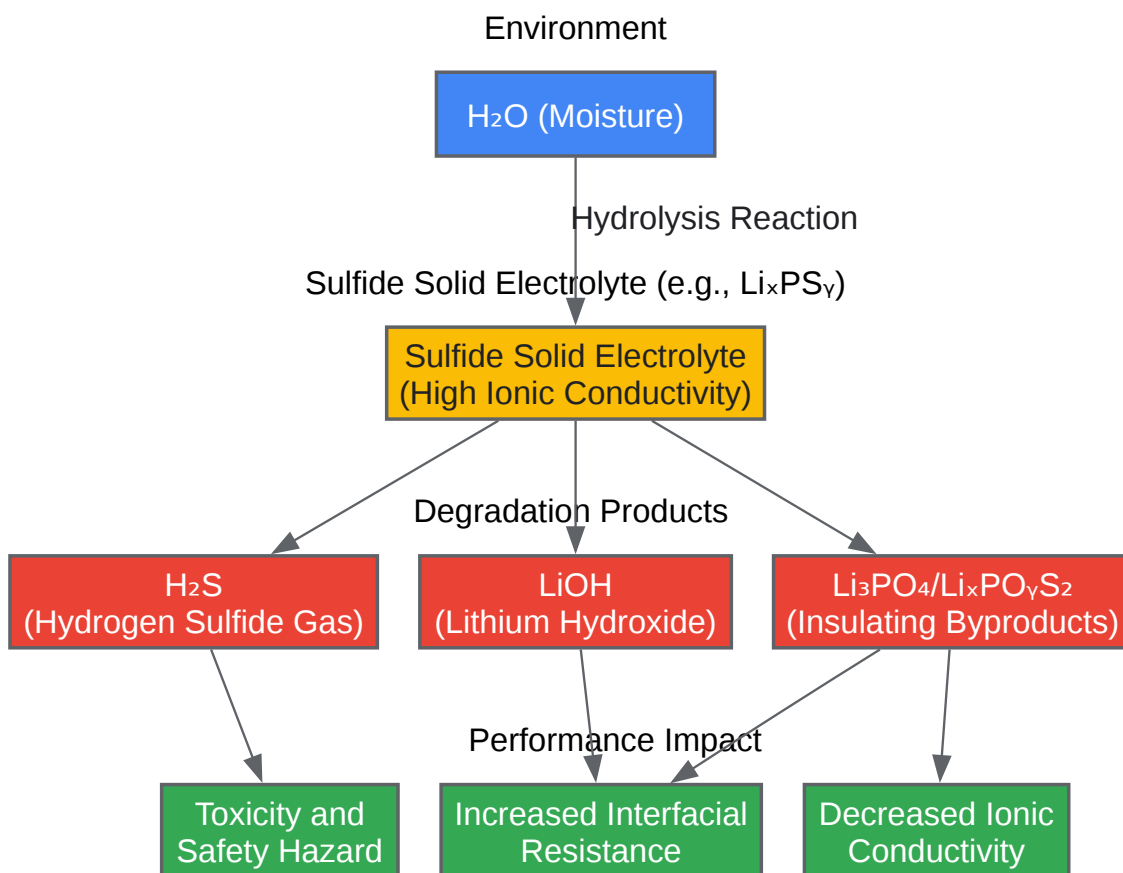 Environment
H₂O (Moisture)
Hydrolysis Reaction
Sulfide Solid Electrolyte (e.g., LiₓPSᵧ)
Sulfide Solid Electrolyte
(High Ionic Conductivity)
Degradation Products
H₂S
(Hydrogen Sulfide Gas)
LiOH
(Lithium Hydroxide)
Li₃PO₄/LiₓPOᵧS₂
(Insulating Byproducts)
Performance Impact
Toxicity and
Safety Hazard
Increased Interfacial
Resistance
Decreased Ionic
Conductivity